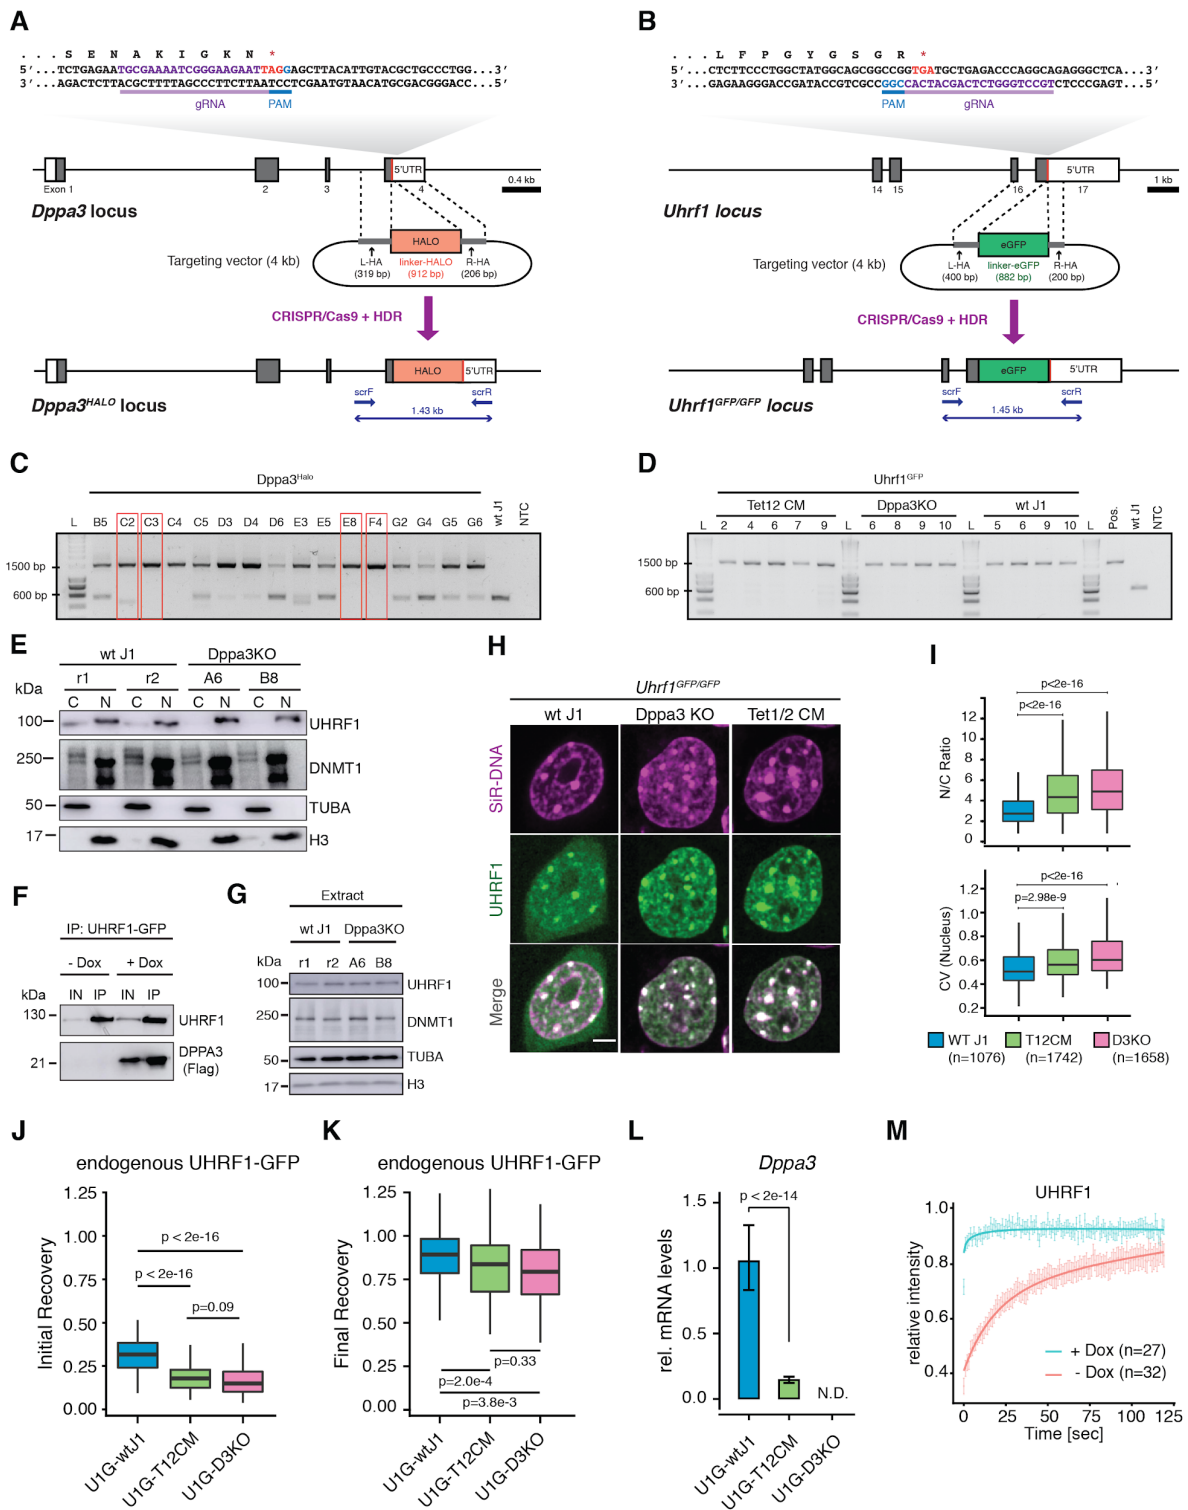 A
. . . S E N A K I G K N *
5′...TCTGAGAATGCGAAAATCGGGAAGAATTAGGAGCTTACATTGTACGCTGCCCTGG...3′
3′...AGACTCTTACGCTTTTAGCCCTTCTTAATCCTCGAATGTAACATGCGACGGGACC...5′
gRNA
PAM
5'UTR
Exon 1
2
3
4
0.4 kb
Dppa3 locus
HALO
Targeting vector (4 kb)
L-HA
(319 bp)
linker-HALO
(912 bp)
R-HA
(206 bp)
CRISPR/Cas9 + HDR
HALO
5'UTR
Dppa3HALO locus
scrF
scrR
1.43 kb
B
. . . L F P G Y G S G R *
5′...CTCTTCCCTGGCTATGGCAGCGGCCGGTGATGCTGAGACCCAGGCAGAGGGCTCA...3′
3′...GAGAAGGGACCGATACCGTCGCCGGCCACTACGACTCTGGGTCCGTCTCCCGAGT...5′
PAM
gRNA
5'UTR
14
15
16
17
1 kb
Uhrf1 locus
eGFP
Targeting vector (4 kb)
L-HA
(400 bp)
linker-eGFP
(882 bp)
R-HA
(200 bp)
CRISPR/Cas9 + HDR
eGFP
5'UTR
Uhrf1GFP/GFP locus
scrF
scrR
1.45 kb
C
Dppa3Halo
L B5 C2 C3 C4 C5 D3 D4 D6 E3 E5 E8 F4 G2 G4 G5 G6 wt J1 NTC
1500 bp
600 bp
D
Uhrf1GFP
Tet12 CM Dppa3KO wt J1
L 2 4 6 7 9 L 6 8 9 10 L 5 6 9 10 L Pos. wt J1 NTC
1500 bp
600 bp
E
wt J1 Dppa3KO
r1 r2 A6 B8
kDa
C N C N C N C N
100 UHRF1
250 DNMT1
50 TUBA
17 H3
F
IP: UHRF1-GFP
- Dox + Dox
kDa IN IP IN IP
130 UHRF1
21 DPPA3
(Flag)
G
Extract
wt J1 Dppa3KO
kDa r1 r2 A6 B8
100 UHRF1
250 DNMT1
50 TUBA
17 H3
H
Uhrf1GFP/GFP
wt J1 Dppa3 KO Tet1/2 CM
SiR-DNA
UHRF1
Merge
I
p<2e-16
p<2e-16
N/C Ratio
12
10
8
6
4
2
0
p<2e-16
p=2.98e-9
CV (Nucleus)
1.2
1.0
0.8
0.6
0.4
0.2
WT J1 T12CM D3KO
(n=1076) (n=1742) (n=1658)
J
endogenous UHRF1-GFP
Initial Recovery
1.25
1.00
0.75
0.50
0.25
0.00
p < 2e-16
p < 2e-16
p=0.09
U1G-wtJ1
U1G-T12CM
U1G-D3KO
K
endogenous UHRF1-GFP
Final Recovery
1.25
1.00
0.75
0.50
0.25
0.00
p=0.33
p=2.0e-4
p=3.8e-3
U1G-wtJ1
U1G-T12CM
U1G-D3KO
L
Dppa3
rel. mRNA levels
p < 2e-14
1.5
1.0
0.5
0.0
N.D.
U1G-wtJ1
U1G-T12CM
U1G-D3KO
M
UHRF1
relative intensity
1.0
0.8
0.6
0.4
+ Dox (n=27)
- Dox (n=32)
0 25 50 75 100 125
Time [sec]